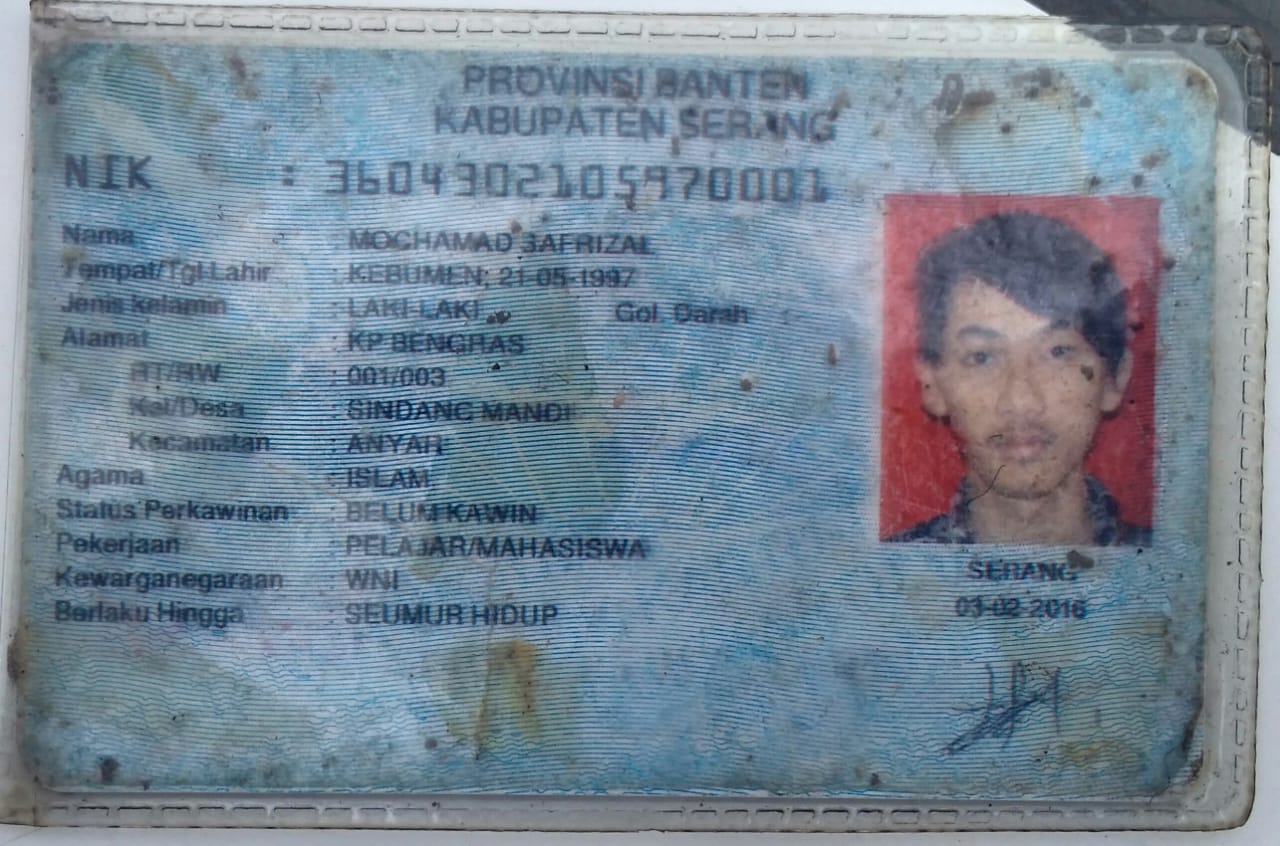 PROVINSI BANTEN
KABUPATEN SERANG
NIK : 3604302105970001
Nama : MOCHAMAD SAFRIZAL
Tempat/Tgl Lahir : KEBUMEN, 21-05-1997
Jenis kelamin : LAKI-LAKI Gol. Darah :
Alamat : KP BENGRAS
RT/RW : 001/003
Kel/Desa : SINDANG MANDI
Kecamatan : ANYAR
Agama : ISLAM
Status Perkawinan : BELUM KAWIN
Pekerjaan : PELAJAR/MAHASISWA
Kewarganegaraan : WNI
Berlaku Hingga : SEUMUR HIDUP
SERANG
03-02-2016